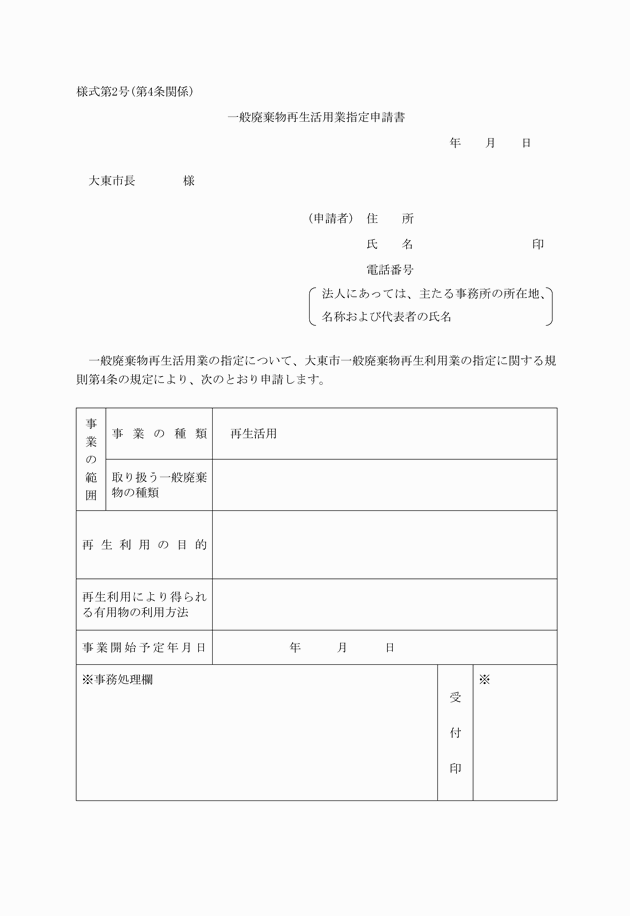 様式第2号(第4条関係)
一般廃棄物再生活用業指定申請書
年　　月　　日
大東市長　　　　様
(申請者)　住　　所
氏　　名　　　　　　　　　　印
電話番号
法人にあっては、主たる事務所の所在地、
名称および代表者の氏名
一般廃棄物再生活用業の指定について、大東市一般廃棄物再生利用業の指定に関する規
則第4条の規定により、次のとおり申請します。
事業の範囲
事業の種類　再生活用
取り扱う一般廃棄
物の種類
再生利用の目的
再生利用により得られ
る有用物の利用方法
事業開始予定年月日　　年　　月　　日
※事務処理欄
受付印
※